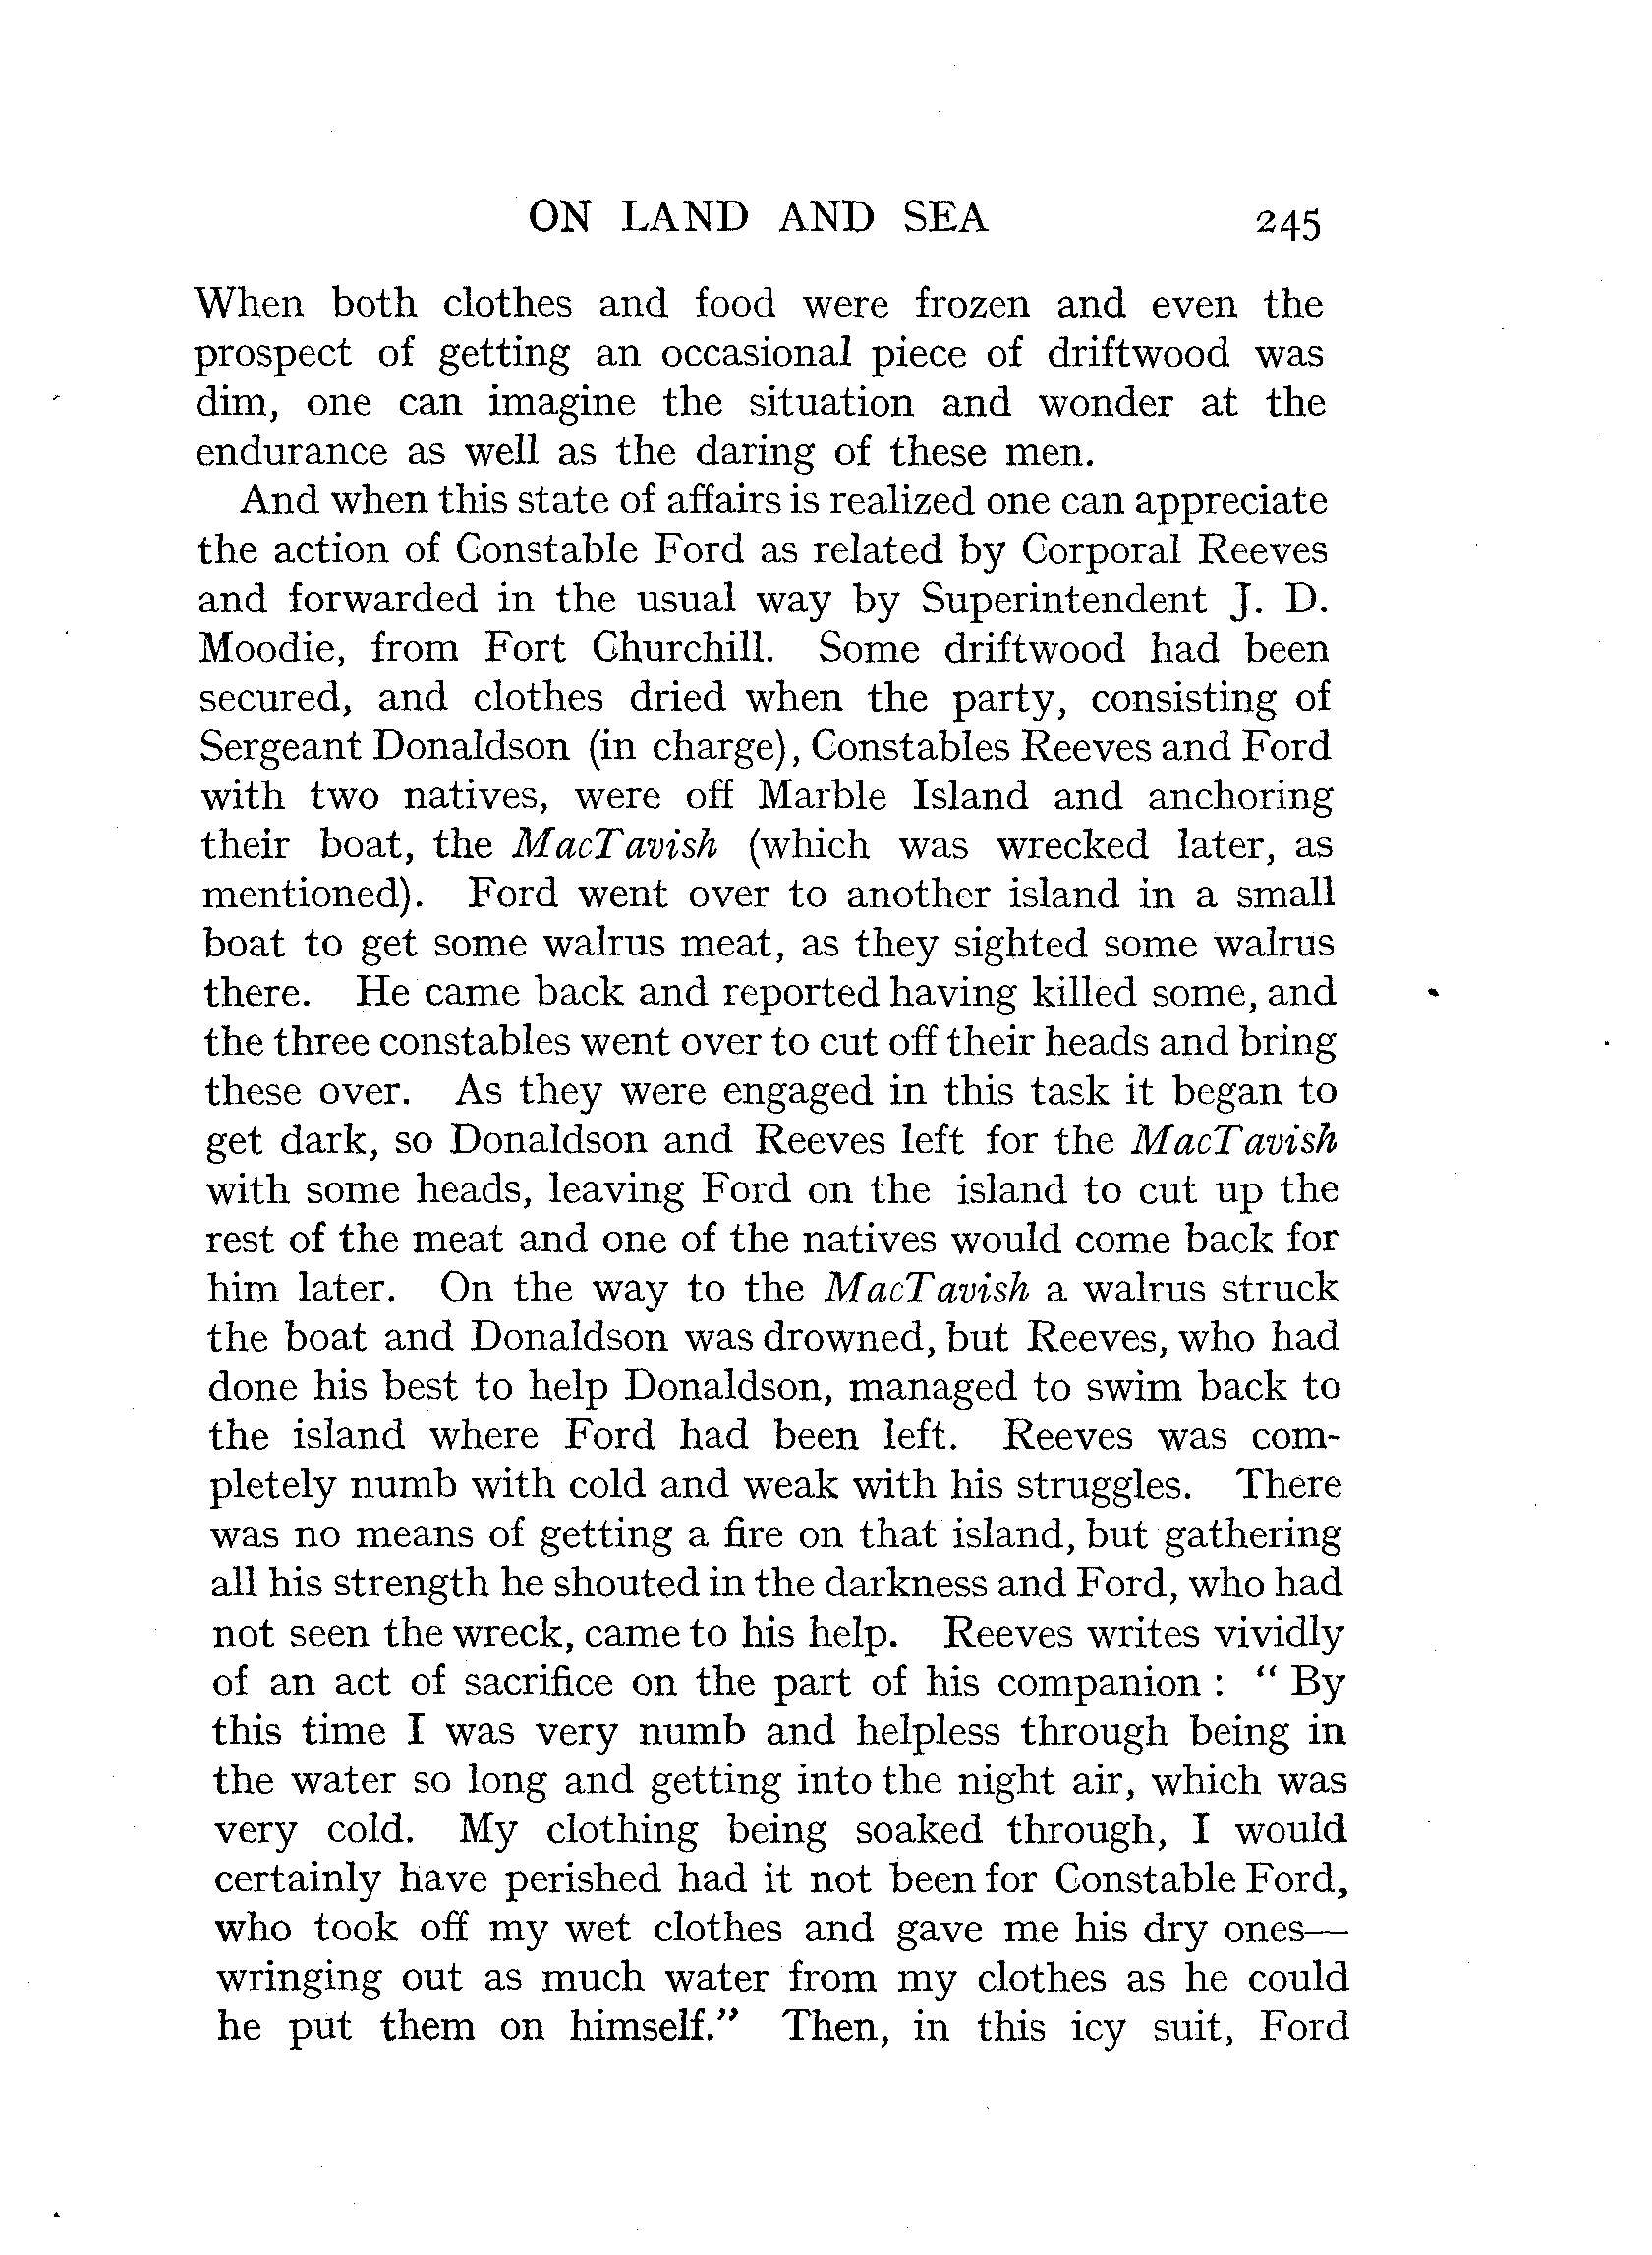 ON LAND AND SEA 245
When both clothes and food were frozen and even the
prospect of getting an occasional piece of driftwood was
dim, one can imagine the situation and wonder at the
endurance as well as the daring of these men.
And when this state of affairs is realized one can appreciate
the action of Constable Ford as related by Corporal Reeves
and forwarded in the usual way by Superintendent J. D.
Moodie, from Fort Churchill. Some driftwood had been
secured, and clothes dried when the party, consisting of
Sergeant Donaldson (in charge), Constables Reeves and Ford
with two natives, were off Marble Island and anchoring
their boat, the MacTavish (which was wrecked later, as
mentioned). Ford went over to another island in a small
boat to get some walrus meat, as they sighted some walrus
there. He came back and reported having killed some, and
the three constables went over to cut off their heads and bring
these over. As they were engaged in this task it began to
get dark, so Donaldson and Reeves left for the MacTavish
with some heads, leaving Ford on the island to cut up the
rest of the meat and one of the natives would come back for
him later. On the way to the MacTavish a walrus struck
the boat and Donaldson was drowned, but Reeves, who had
done his best to help Donaldson, managed to swim back to
the island where Ford had been left. Reeves was com-
pletely numb with cold and weak with his struggles. There
was no means of getting a fire on that island, but gathering
all his strength he shouted in the darkness and Ford, who had
not seen the wreck, came to his help. Reeves writes vividly
of an act of sacrifice on the part of his companion : “ By
this time I was very numb and helpless through being in
the water so long and getting into the night air, which was
very cold. My clothing being soaked through, I would
certainly have perished had it not been for Constable Ford,
who took off my wet clothes and gave me his dry ones—
wringing out as much water from my clothes as he could
he put them on himself.” Then, in this icy suit, Ford